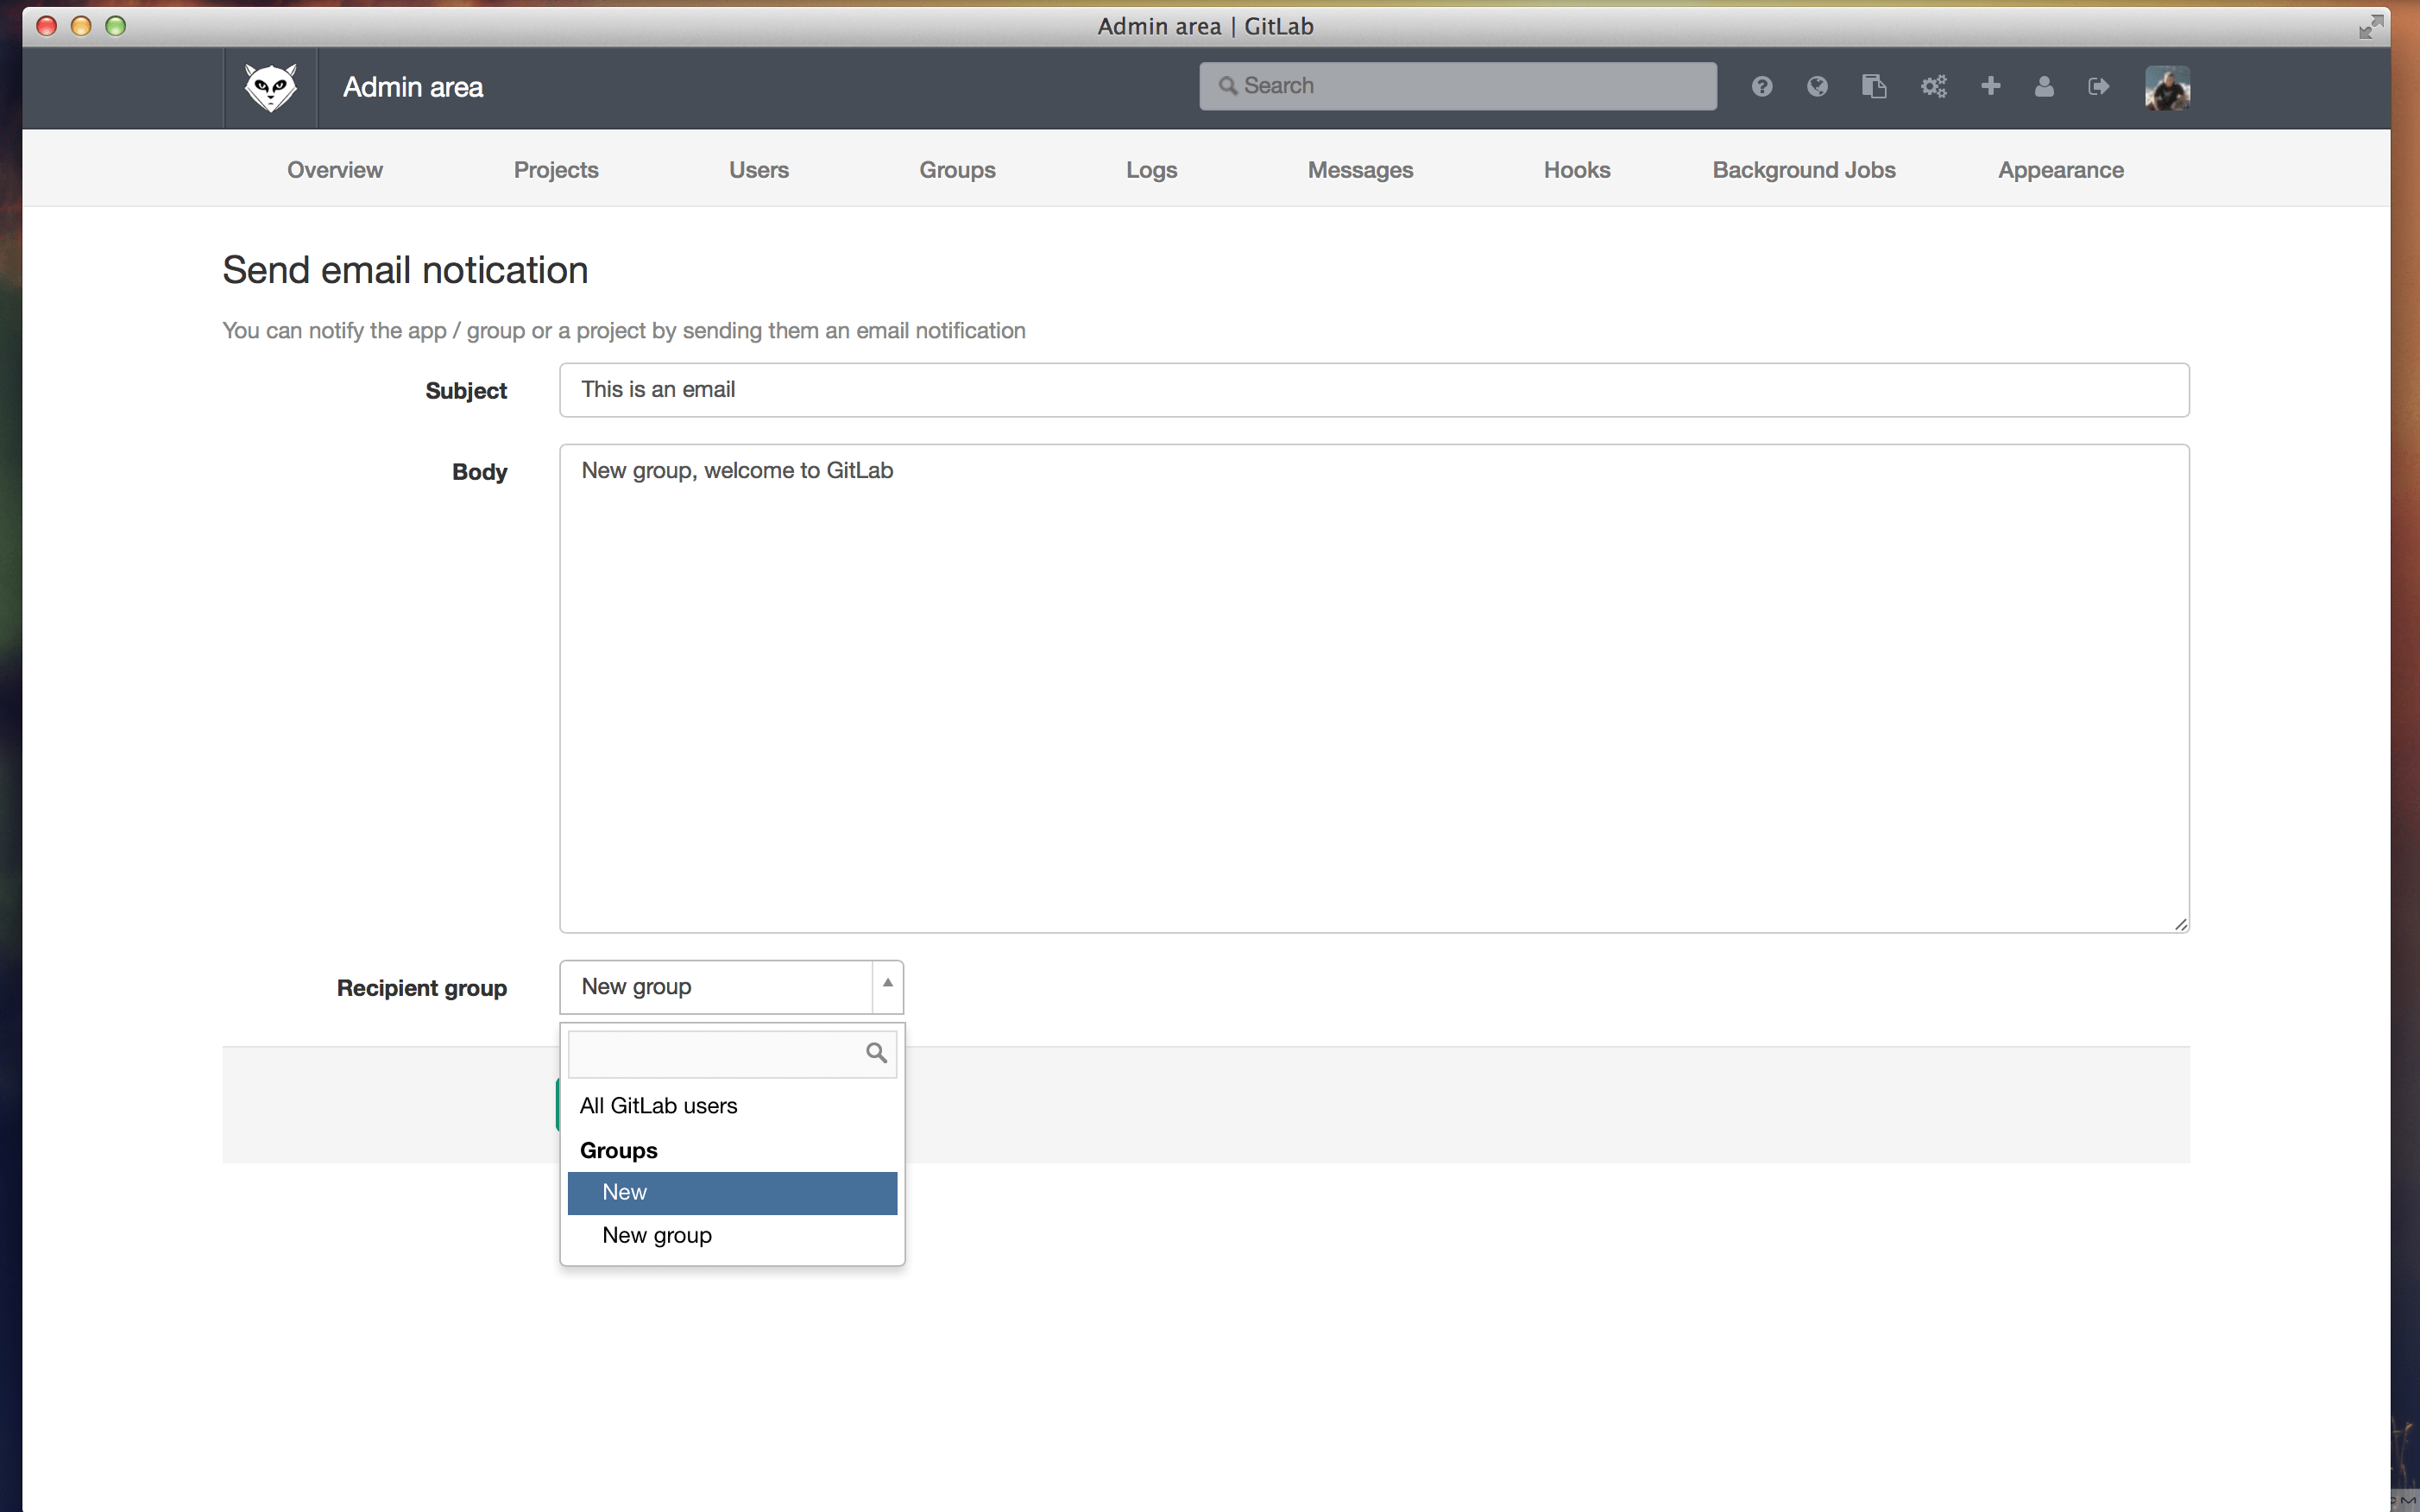 Admin area | GitLab
Admin area
Search
Overview Projects Users Groups Logs Messages Hooks Background Jobs Appearance
Send email notication
You can notify the app / group or a project by sending them an email notification
Subject
This is an email
Body
New group, welcome to GitLab
Recipient group
New group
All GitLab users
Groups
New
New group